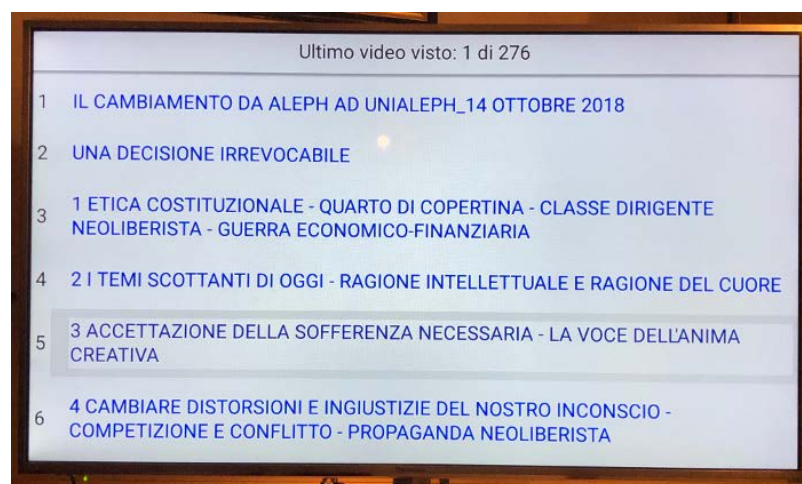 Ultimo video visto: 1 di 276
1 IL CAMBIAMENTO DA ALEPH AD UNIALEPH_14 OTTOBRE 2018
2 UNA DECISIONE IRREVOCABILE
3 1 ETICA COSTITUZIONALE - QUARTO DI COPERTINA - CLASSE DIRIGENTE
NEOLIBERISTA - GUERRA ECONOMICO-FINANZIARIA
4 2 I TEMI SCOTTANTI DI OGGI - RAGIONE INTELLETTUALE E RAGIONE DEL CUORE
5 3 ACCETTAZIONE DELLA SOFFERENZA NECESSARIA - LA VOCE DELL'ANIMA
CREATIVA
6 4 CAMBIARE DISTORSIONI E INGIUSTIZIE DEL NOSTRO INCONSCIO -
COMPETIZIONE E CONFLITTO - PROPAGANDA NEOLIBERISTA